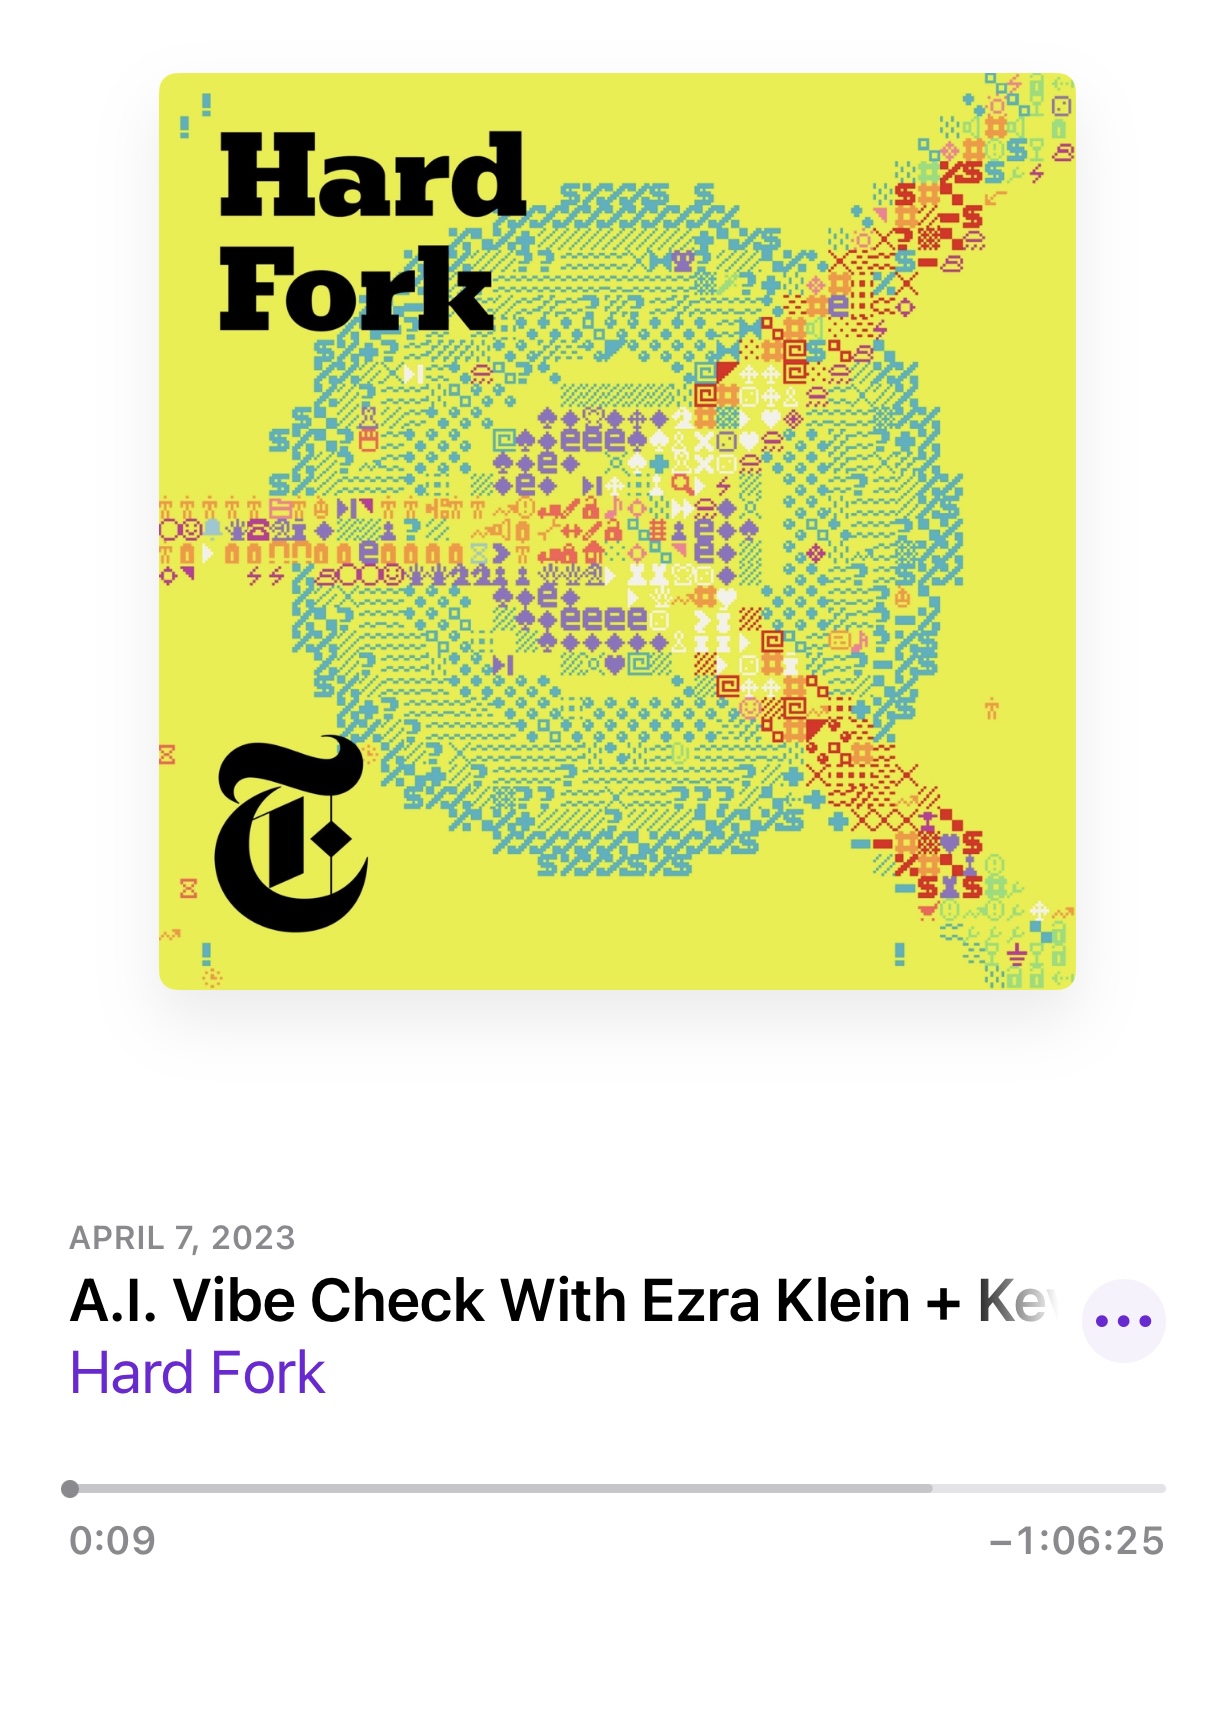 Hard
Fork
T
APRIL 7, 2023
A.I. Vibe Check With Ezra Klein +
Hard Fork
0:09
–1:06:25